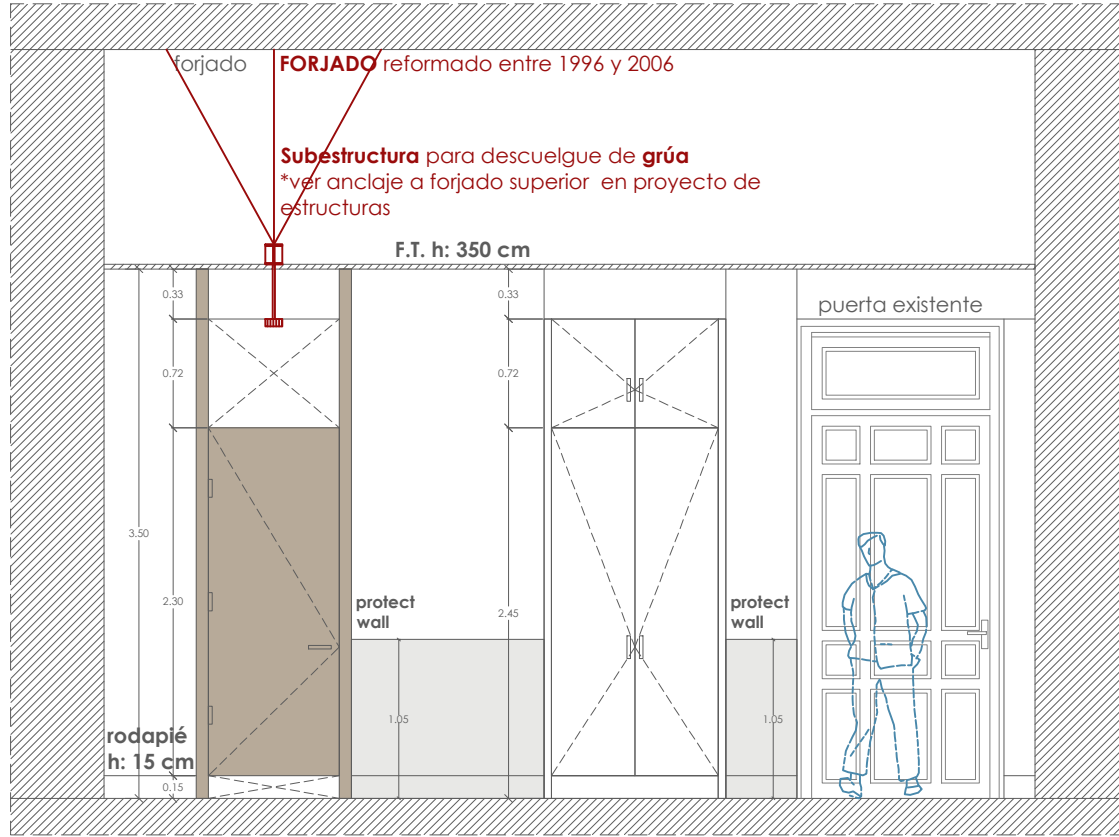 forjado
FORJADO reformado entre 1996 y 2006
Subestructura para descuelgue de grúa
*ver anclaje a forjado superior en proyecto de
estructuras
F.T. h: 350 cm
0.33
0.33
puerta existente
0.72
0.72
3.50
2.30
2.45
protect
wall
protect
wall
1.05
1.05
rodapié
h: 15 cm
0.15